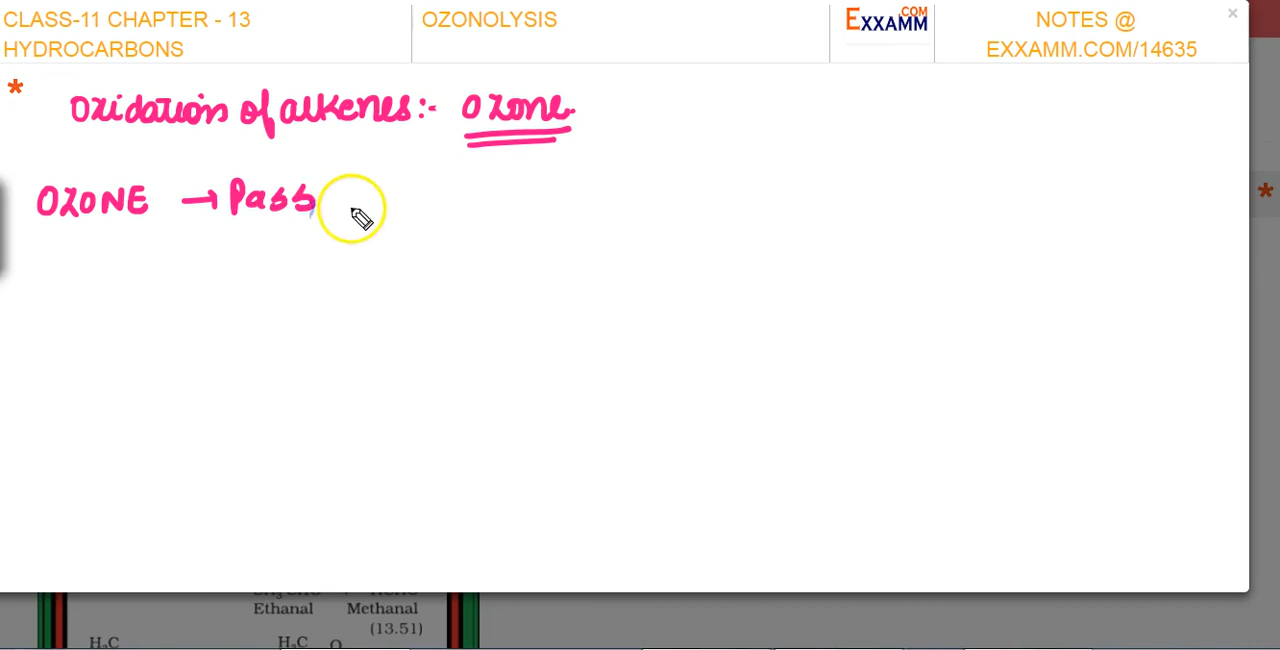 CLASS-11 CHAPTER - 13
HYDROCARBONS
OZONOLYSIS
EXXAMM
.COM
NOTES @
EXXAMM.COM/14635
×
*
Oxidation of alkenes:- Ozone.
OZONE → Pass
*
Ethanal Methanal
(13.51)
H₃C H₃C O